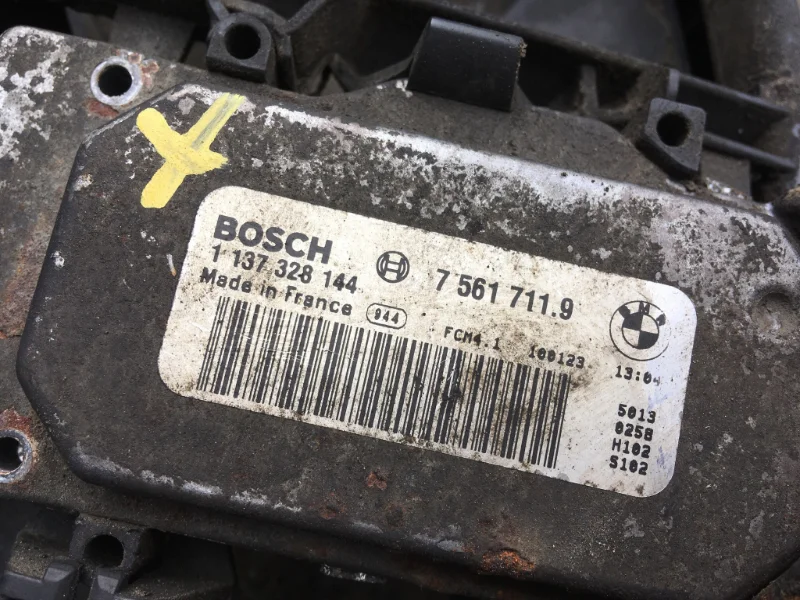 BOSCH
1 137 328 144
7 561 711.9
BMW
Made in France
944
FCM4.1
100123
13:04
5013
0258
H102
S102